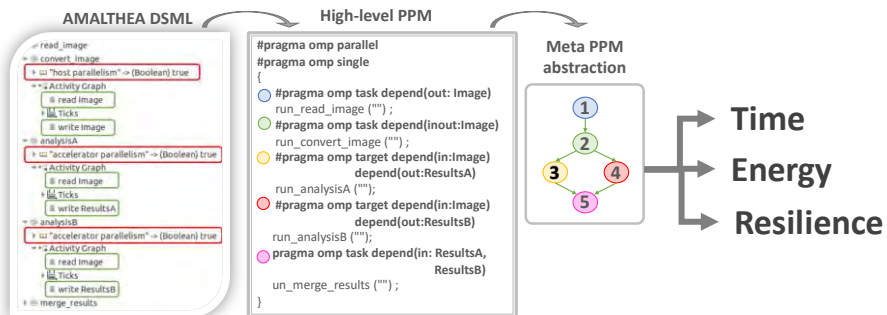 AMALTHEA DSML
High-level PPM
Meta PPM
abstraction
read_image
convert_image
"host parallelism" -> (Boolean) true
Activity Graph
read Image
Ticks
write Image
analysisA
"accelerator parallelism" -> (Boolean) true
Activity Graph
read Image
Ticks
write ResultsA
analysisB
"accelerator parallelism" -> (Boolean) true
Activity Graph
read Image
Ticks
write ResultsB
merge_results
#pragma omp parallel
#pragma omp single
{
#pragma omp task depend(out: Image)
run_read_image ("") ;
#pragma omp task depend(inout:Image)
run_convert_image ("") ;
#pragma omp target depend(in:Image)
depend(out:ResultsA)
run_analysisA ("");
#pragma omp target depend(in:Image)
depend(out:ResultsB)
run_analysisB ("");
pragma omp task depend(in: ResultsA,
ResultsB)
un_merge_results ("") ;
}
1
2
3
4
5
Time
Energy
Resilience